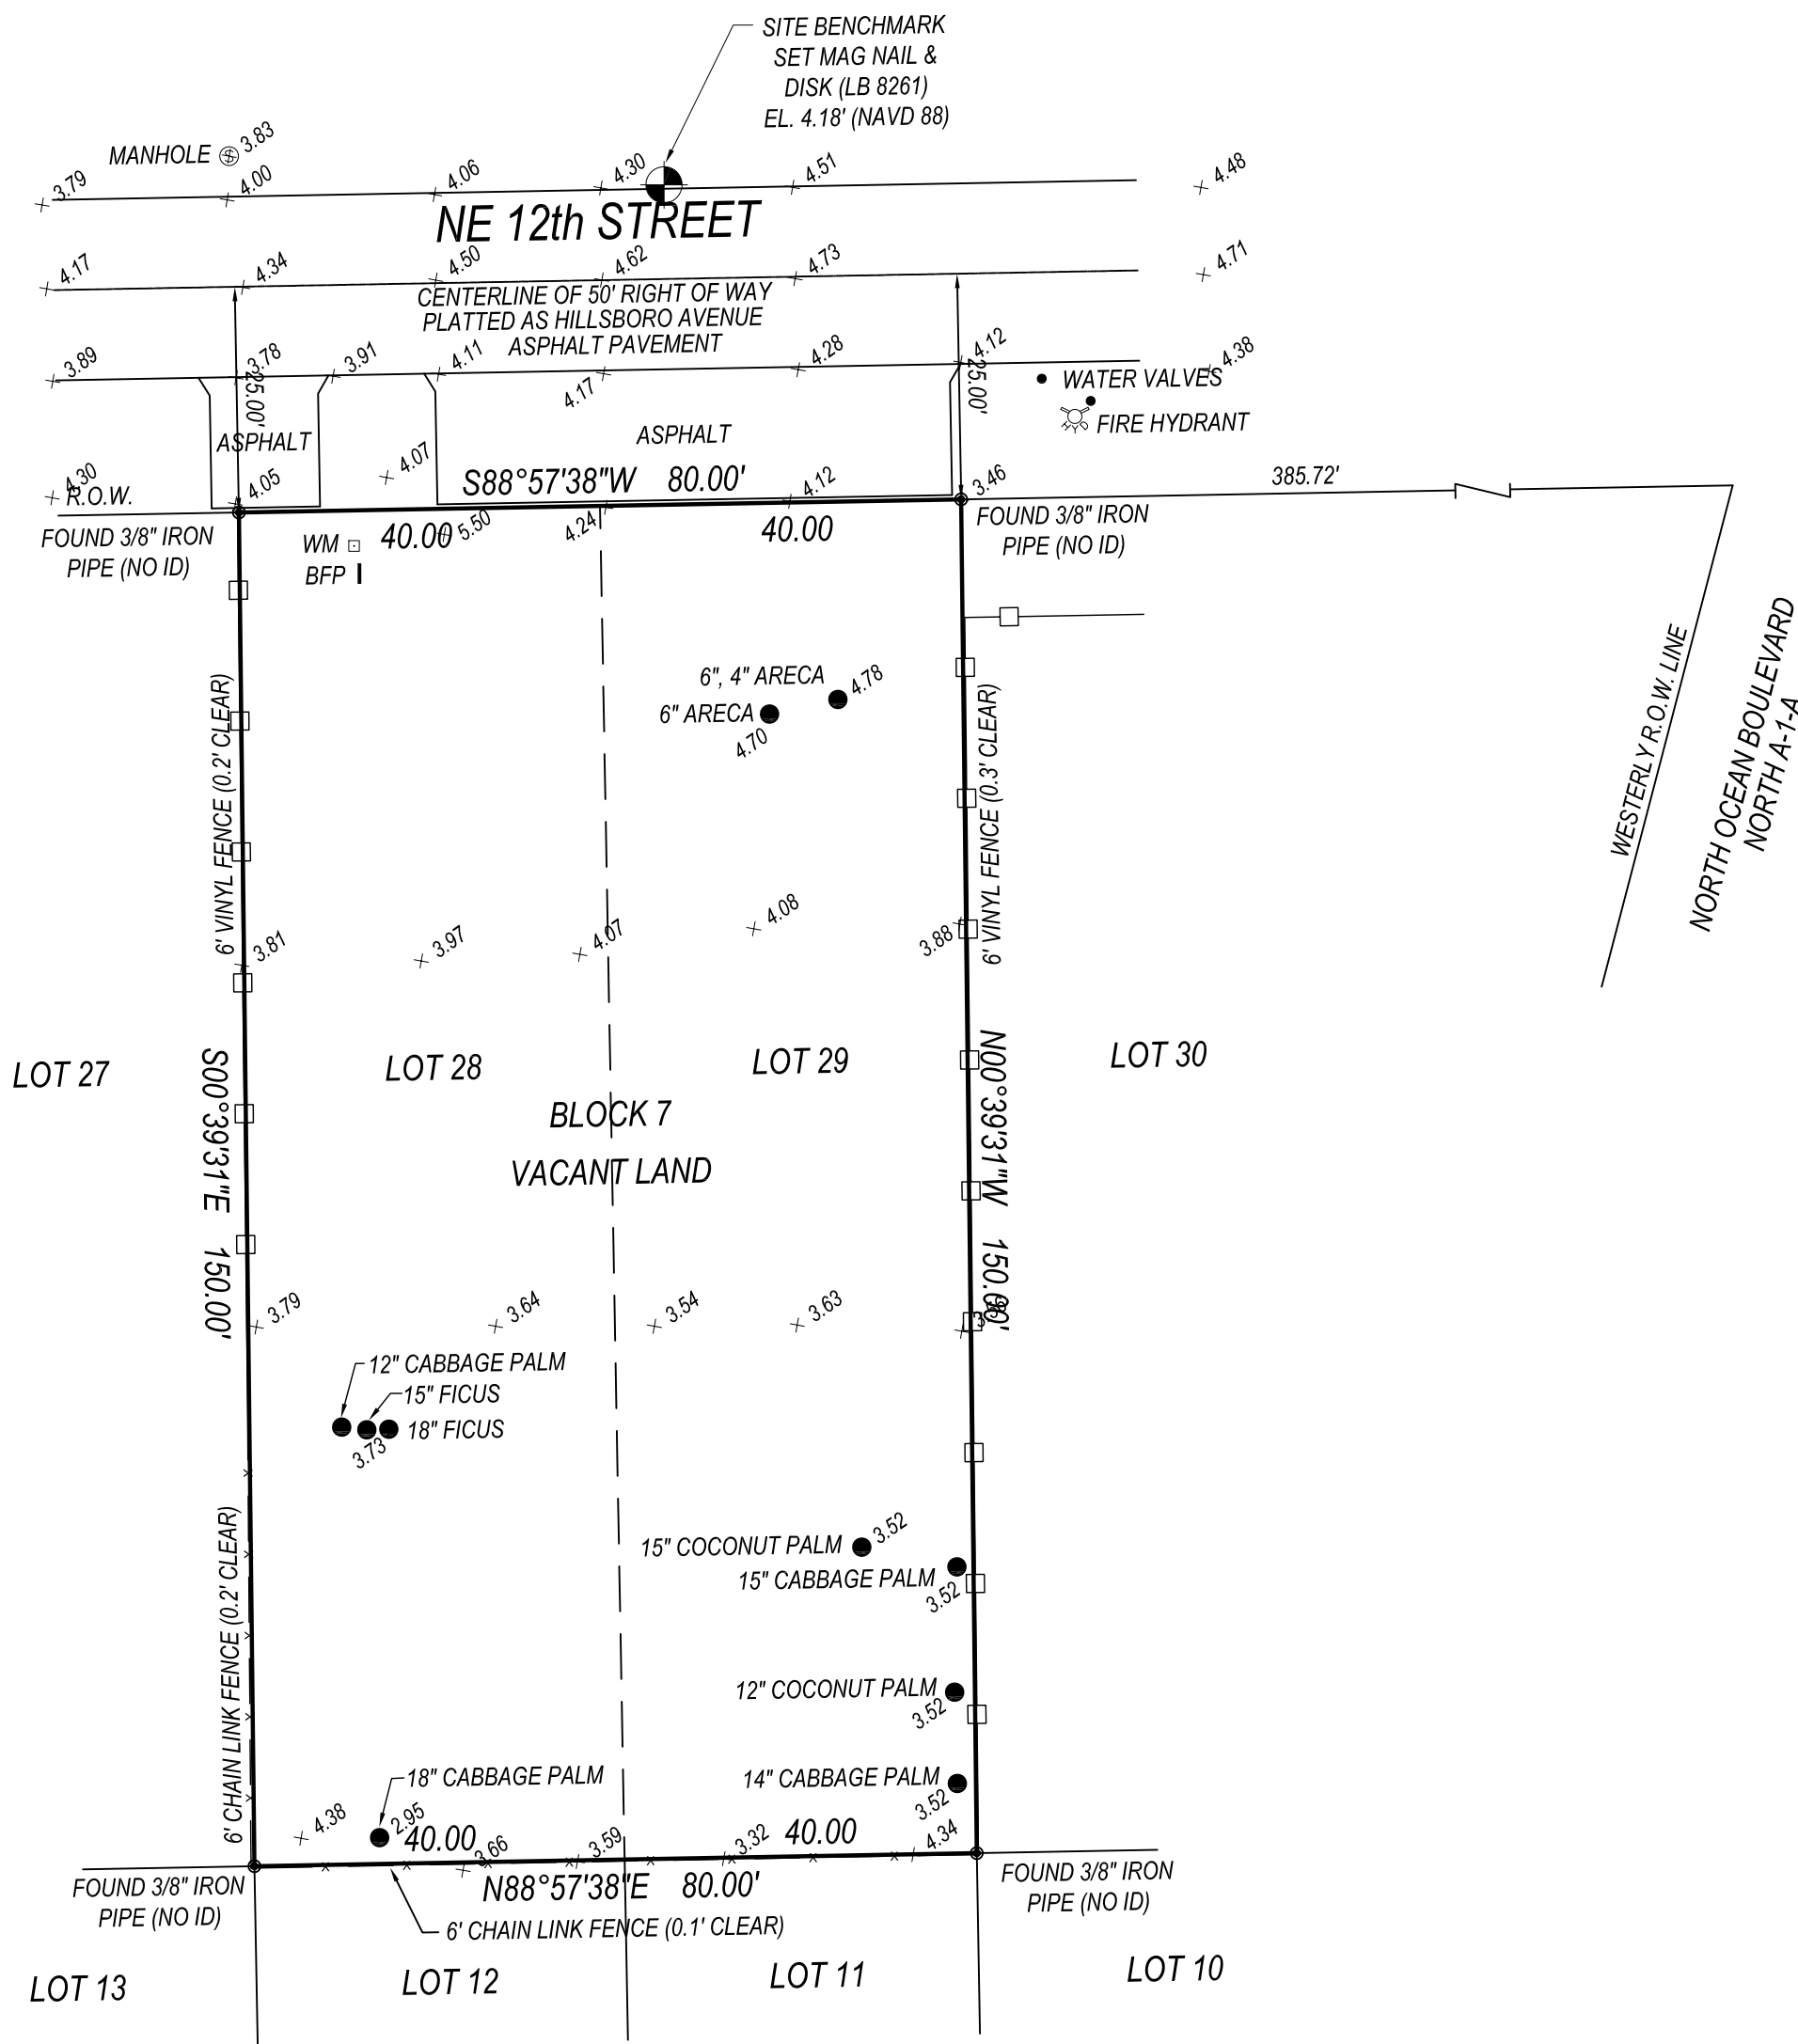 SITE BENCHMARK
SET MAG NAIL &
DISK (LB 8261)
EL. 4.18' (NAVD 88)
MANHOLE
3.83
3.79
4.00
4.06
4.30
4.51
4.48
NE 12th STREET
4.17
4.34
4.50
4.62
4.73
4.71
CENTERLINE OF 50' RIGHT OF WAY
PLATTED AS HILLSBORO AVENUE
ASPHALT PAVEMENT
3.89
3.78
3.91
4.11
4.17
4.28
4.12
4.38
25.00'
25.00'
WATER VALVES
FIRE HYDRANT
ASPHALT
ASPHALT
4.30
R.O.W.
4.05
4.07
S88°57'38"W 80.00'
4.12
3.46
385.72'
FOUND 3/8" IRON
PIPE (NO ID)
WM
BFP
40.00
5.50
4.24
40.00
FOUND 3/8" IRON
PIPE (NO ID)
6", 4" ARECA
4.78
6" ARECA
4.70
6' VINYL FENCE (0.2' CLEAR)
6' VINYL FENCE (0.3' CLEAR)
WESTERLY R.O.W. LINE
NORTH OCEAN BOULEVARD
NORTH A-1-A
3.81
3.97
4.07
4.08
3.88
LOT 27
LOT 28
LOT 29
LOT 30
BLOCK 7
VACANT LAND
S00°39'31"E 150.00'
N00°39'31"W 150.00'
3.79
3.64
3.54
3.63
12" CABBAGE PALM
15" FICUS
18" FICUS
3.73
6' CHAIN LINK FENCE (0.2' CLEAR)
15" COCONUT PALM
3.52
15" CABBAGE PALM
3.52
12" COCONUT PALM
3.52
14" CABBAGE PALM
3.52
18" CABBAGE PALM
4.38
2.95
40.00
3.66
3.59
3.32
40.00
4.34
N88°57'38"E 80.00'
6' CHAIN LINK FENCE (0.1' CLEAR)
FOUND 3/8" IRON
PIPE (NO ID)
FOUND 3/8" IRON
PIPE (NO ID)
LOT 13
LOT 12
LOT 11
LOT 10